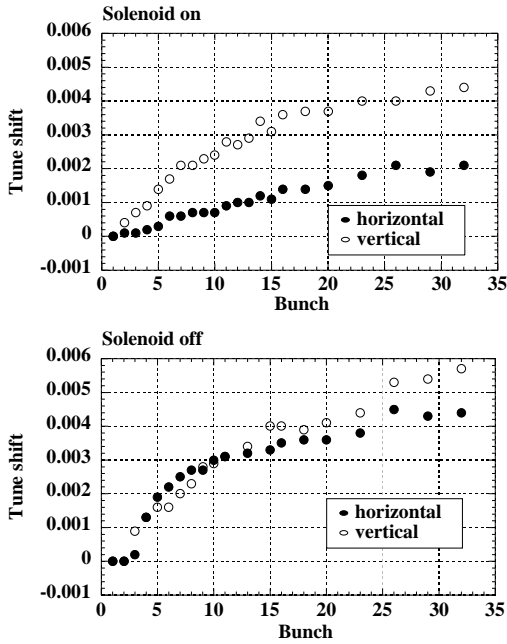 Solenoid on
0.006
0.005
0.004
0.003
0.002
0.001
0
-0.001
Tune shift
horizontal
vertical
0 5 10 15 20 25 30 35
Bunch
Solenoid off
0.006
0.005
0.004
0.003
0.002
0.001
0
-0.001
Tune shift
horizontal
vertical
0 5 10 15 20 25 30 35
Bunch